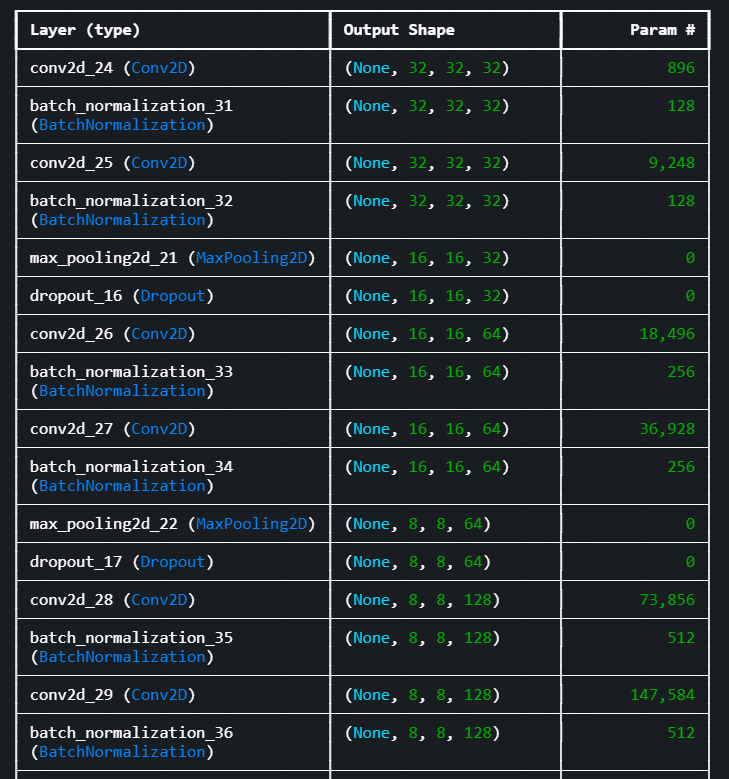 Layer (type) Output Shape Param #
conv2d_24 (Conv2D) (None, 32, 32, 32) 896
batch_normalization_31 (None, 32, 32, 32) 128
(BatchNormalization)
conv2d_25 (Conv2D) (None, 32, 32, 32) 9,248
batch_normalization_32 (None, 32, 32, 32) 128
(BatchNormalization)
max_pooling2d_21 (MaxPooling2D) (None, 16, 16, 32) 0
dropout_16 (Dropout) (None, 16, 16, 32) 0
conv2d_26 (Conv2D) (None, 16, 16, 64) 18,496
batch_normalization_33 (None, 16, 16, 64) 256
(BatchNormalization)
conv2d_27 (Conv2D) (None, 16, 16, 64) 36,928
batch_normalization_34 (None, 16, 16, 64) 256
(BatchNormalization)
max_pooling2d_22 (MaxPooling2D) (None, 8, 8, 64) 0
dropout_17 (Dropout) (None, 8, 8, 64) 0
conv2d_28 (Conv2D) (None, 8, 8, 128) 73,856
batch_normalization_35 (None, 8, 8, 128) 512
(BatchNormalization)
conv2d_29 (Conv2D) (None, 8, 8, 128) 147,584
batch_normalization_36 (None, 8, 8, 128) 512
(BatchNormalization)